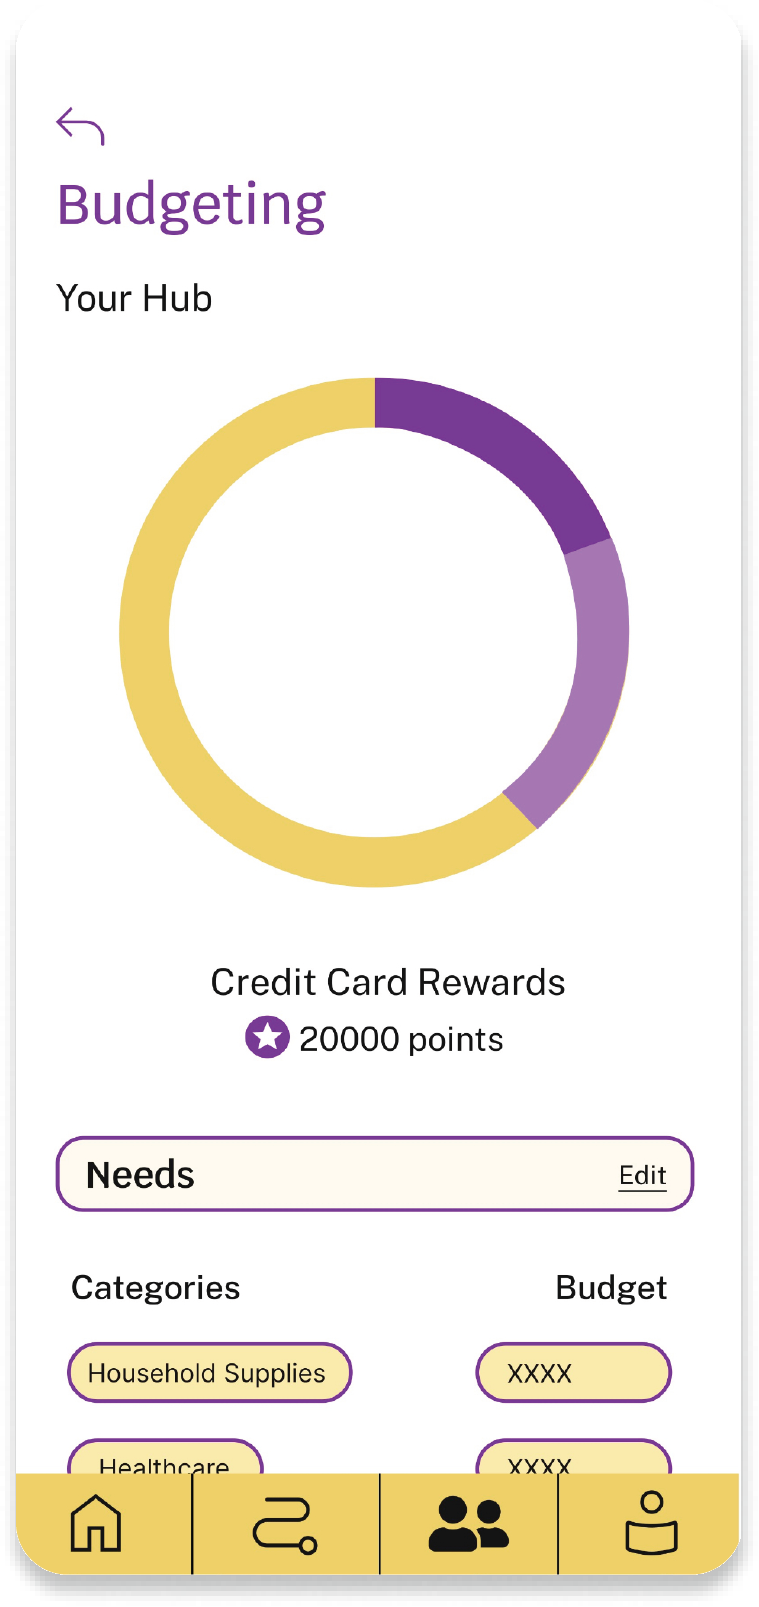 Budgeting
Your Hub
Credit Card Rewards
20000 points
Needs Edit
Categories Budget
Household Supplies XXXX
Healthcare XXXX